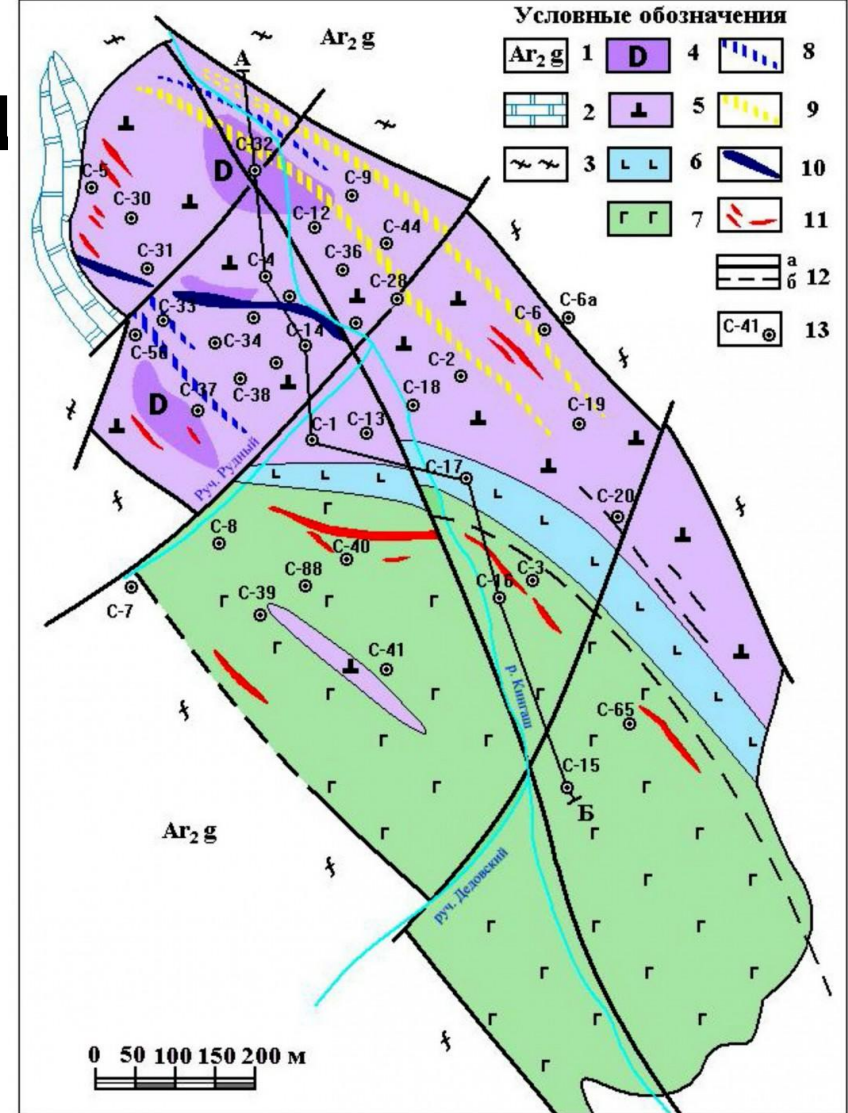 Условные обозначения
Ar₂ g 1
D 4
8
2
5
9
3
6
10
7
11
а
б 12
С-41 13
Ar₂ g
А
С-32
D
С-5
С-30
С-9
С-12
С-44
С-31
С-4
С-36
С-28
С-6
С-6а
С-33
С-56
С-34
С-14
С-2
С-37
С-38
С-18
D
С-19
С-1
С-13
Руч. Рудный
С-17
С-20
С-8
С-40
С-88
С-16
С-3
С-7
С-39
С-41
р. Кингаш
С-65
С-15
Б
Ar₂ g
руч. Дедовский
0 50 100 150 200 м